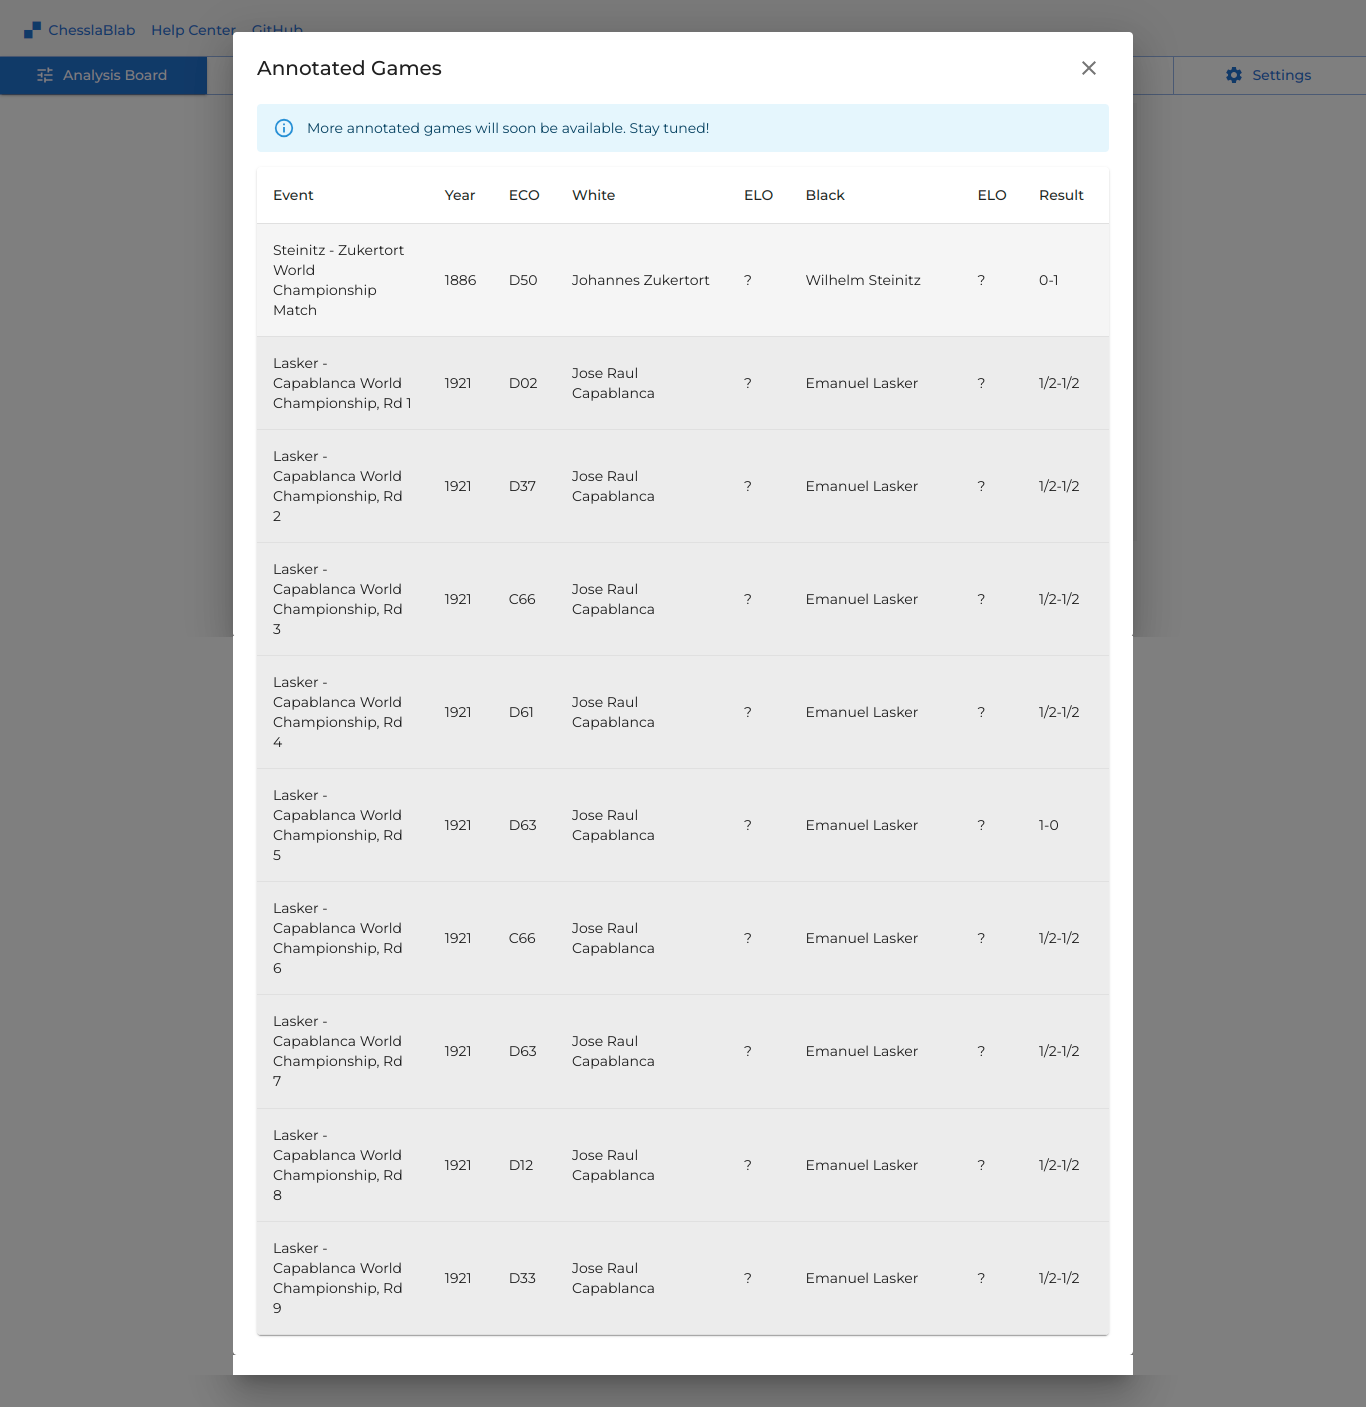 ChesslaBlab Help Center GitHub
Annotated Games
Analysis Board
Settings
More annotated games will soon be available. Stay tuned!
Event Year ECO White ELO Black ELO Result
Steinitz - Zukertort
World
Championship
Match
1886 D50 Johannes Zukertort ? Wilhelm Steinitz ? 0-1
Lasker -
Capablanca World
Championship, Rd 1
1921 D02 Jose Raul
Capablanca
? Emanuel Lasker ? 1/2-1/2
Lasker -
Capablanca World
Championship, Rd
2
1921 D37 Jose Raul
Capablanca
? Emanuel Lasker ? 1/2-1/2
Lasker -
Capablanca World
Championship, Rd
3
1921 C66 Jose Raul
Capablanca
? Emanuel Lasker ? 1/2-1/2
Lasker -
Capablanca World
Championship, Rd
4
1921 D61 Jose Raul
Capablanca
? Emanuel Lasker ? 1/2-1/2
Lasker -
Capablanca World
Championship, Rd
5
1921 D63 Jose Raul
Capablanca
? Emanuel Lasker ? 1-0
Lasker -
Capablanca World
Championship, Rd
6
1921 C66 Jose Raul
Capablanca
? Emanuel Lasker ? 1/2-1/2
Lasker -
Capablanca World
Championship, Rd
7
1921 D63 Jose Raul
Capablanca
? Emanuel Lasker ? 1/2-1/2
Lasker -
Capablanca World
Championship, Rd
8
1921 D12 Jose Raul
Capablanca
? Emanuel Lasker ? 1/2-1/2
Lasker -
Capablanca World
Championship, Rd
9
1921 D33 Jose Raul
Capablanca
? Emanuel Lasker ? 1/2-1/2